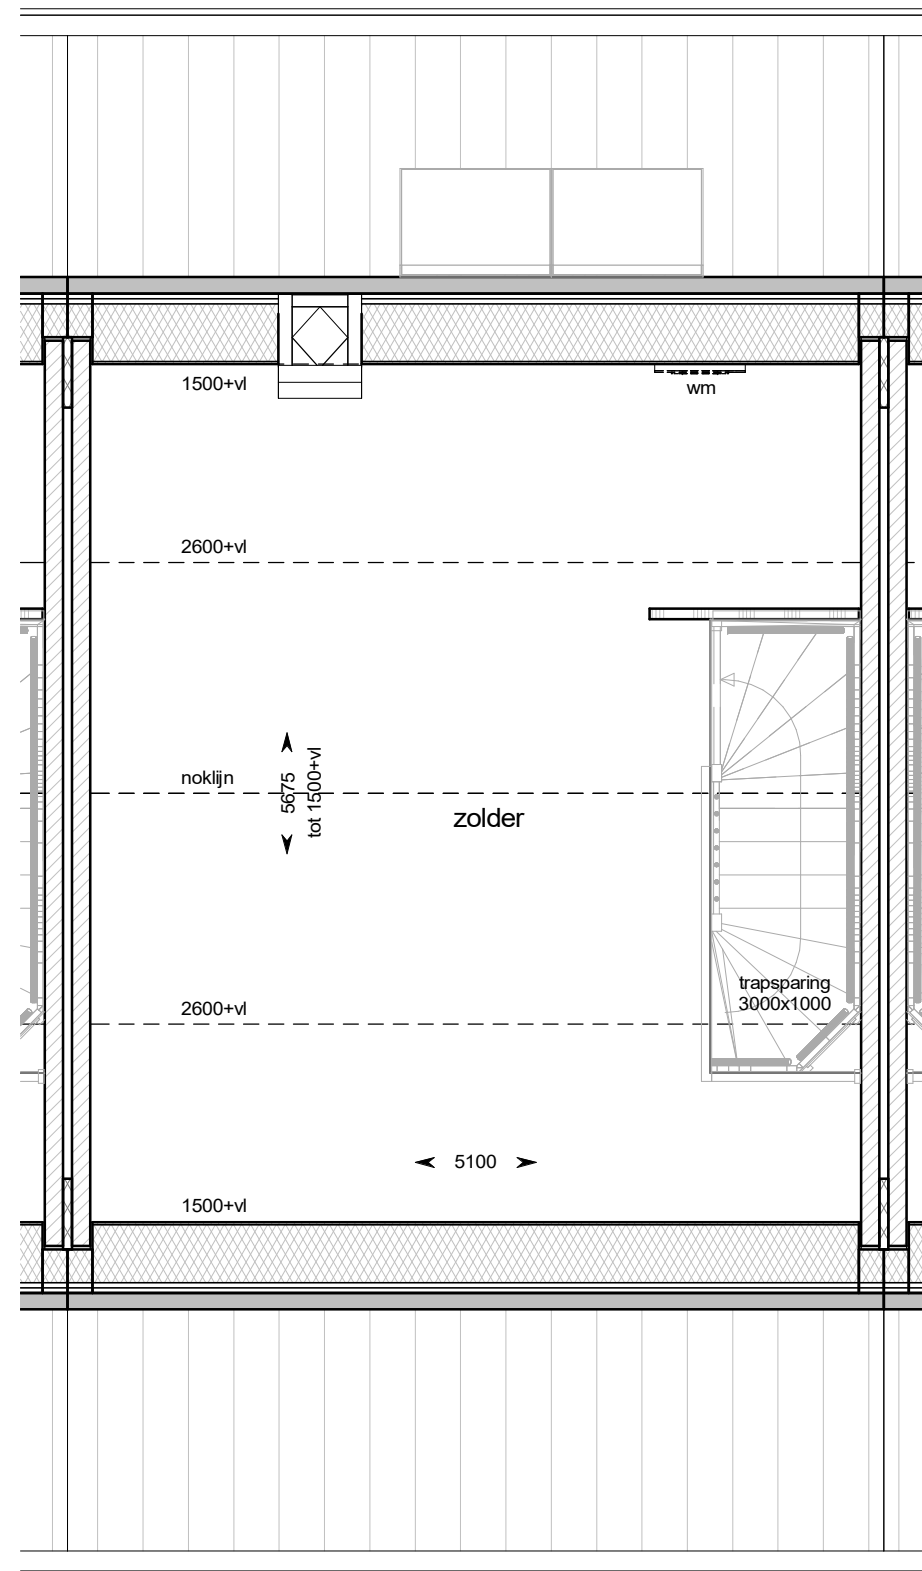 1500+vl
wm
2600+vl
noklijn
5675
tot 1500+vl
zolder
trapsparing
3000x1000
2600+vl
5100
1500+vl